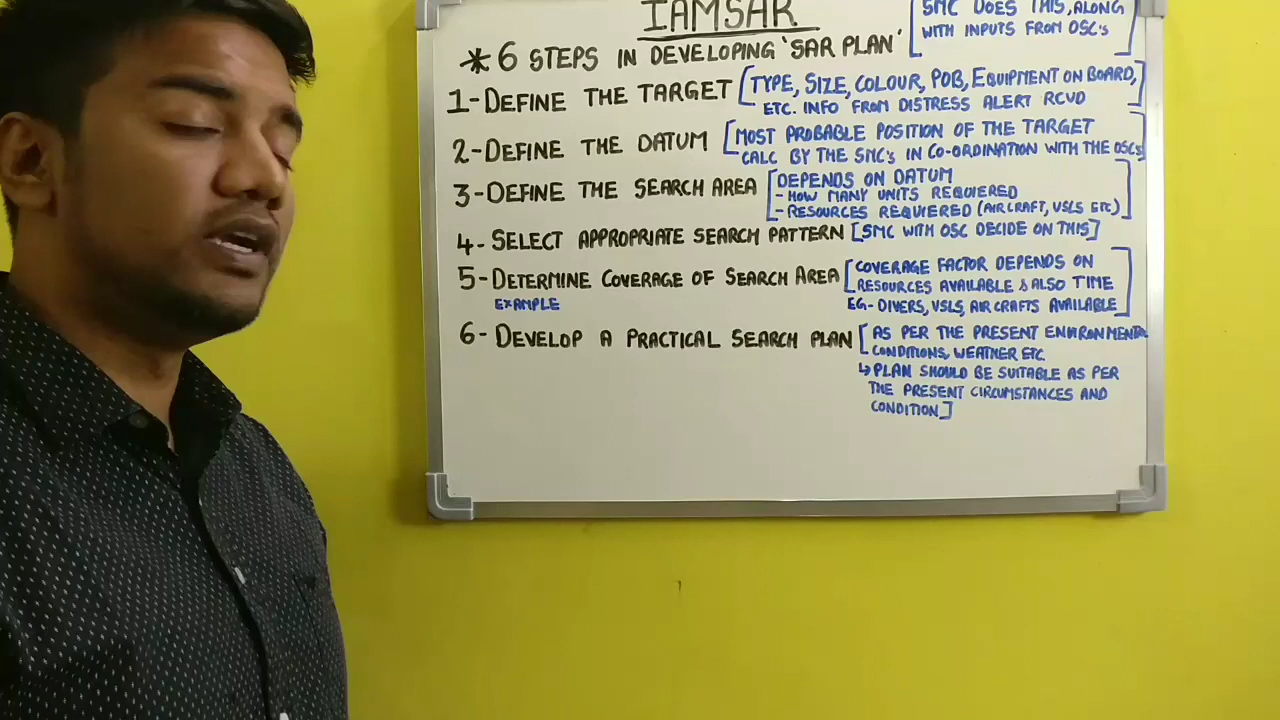 IAMSAR
[SMC DOES THIS, ALONG
WITH INPUTS FROM OSC's]
* 6 STEPS IN DEVELOPING 'SAR PLAN'
1-DEFINE THE TARGET [TYPE, SIZE, COLOUR, POB, EQUIPMENT ON BOARD,
ETC. INFO FROM DISTRESS ALERT RCVD]
2-DEFINE THE DATUM [MOST PROBABLE POSITION OF THE TARGET
CALC BY THE SMC's IN CO-ORDINATION WITH THE OSCs]
3-DEFINE THE SEARCH AREA [DEPENDS ON DATUM
- HOW MANY UNITS REQUIERED
- RESOURCES REQUIERED (AIRCRAFT, VSLS ETC)]
4- SELECT APPROPRIATE SEARCH PATTERN [SMC WITH OSC DECIDE ON THIS]
5-DETERMINE COVERAGE OF SEARCH AREA [COVERAGE FACTOR DEPENDS ON
RESOURCES AVAILABLE & ALSO TIME
EXAMPLE
EG- DIVERS, VSLS, AIR CRAFTS AVAILABLE]
6- DEVELOP A PRACTICAL SEARCH PLAN [AS PER THE PRESENT ENVIRONMENTAL
CONDITIONS, WEATHER ETC.
↳ PLAN SHOULD BE SUITABLE AS PER
THE PRESENT CIRCUMSTANCES AND
CONDITION]